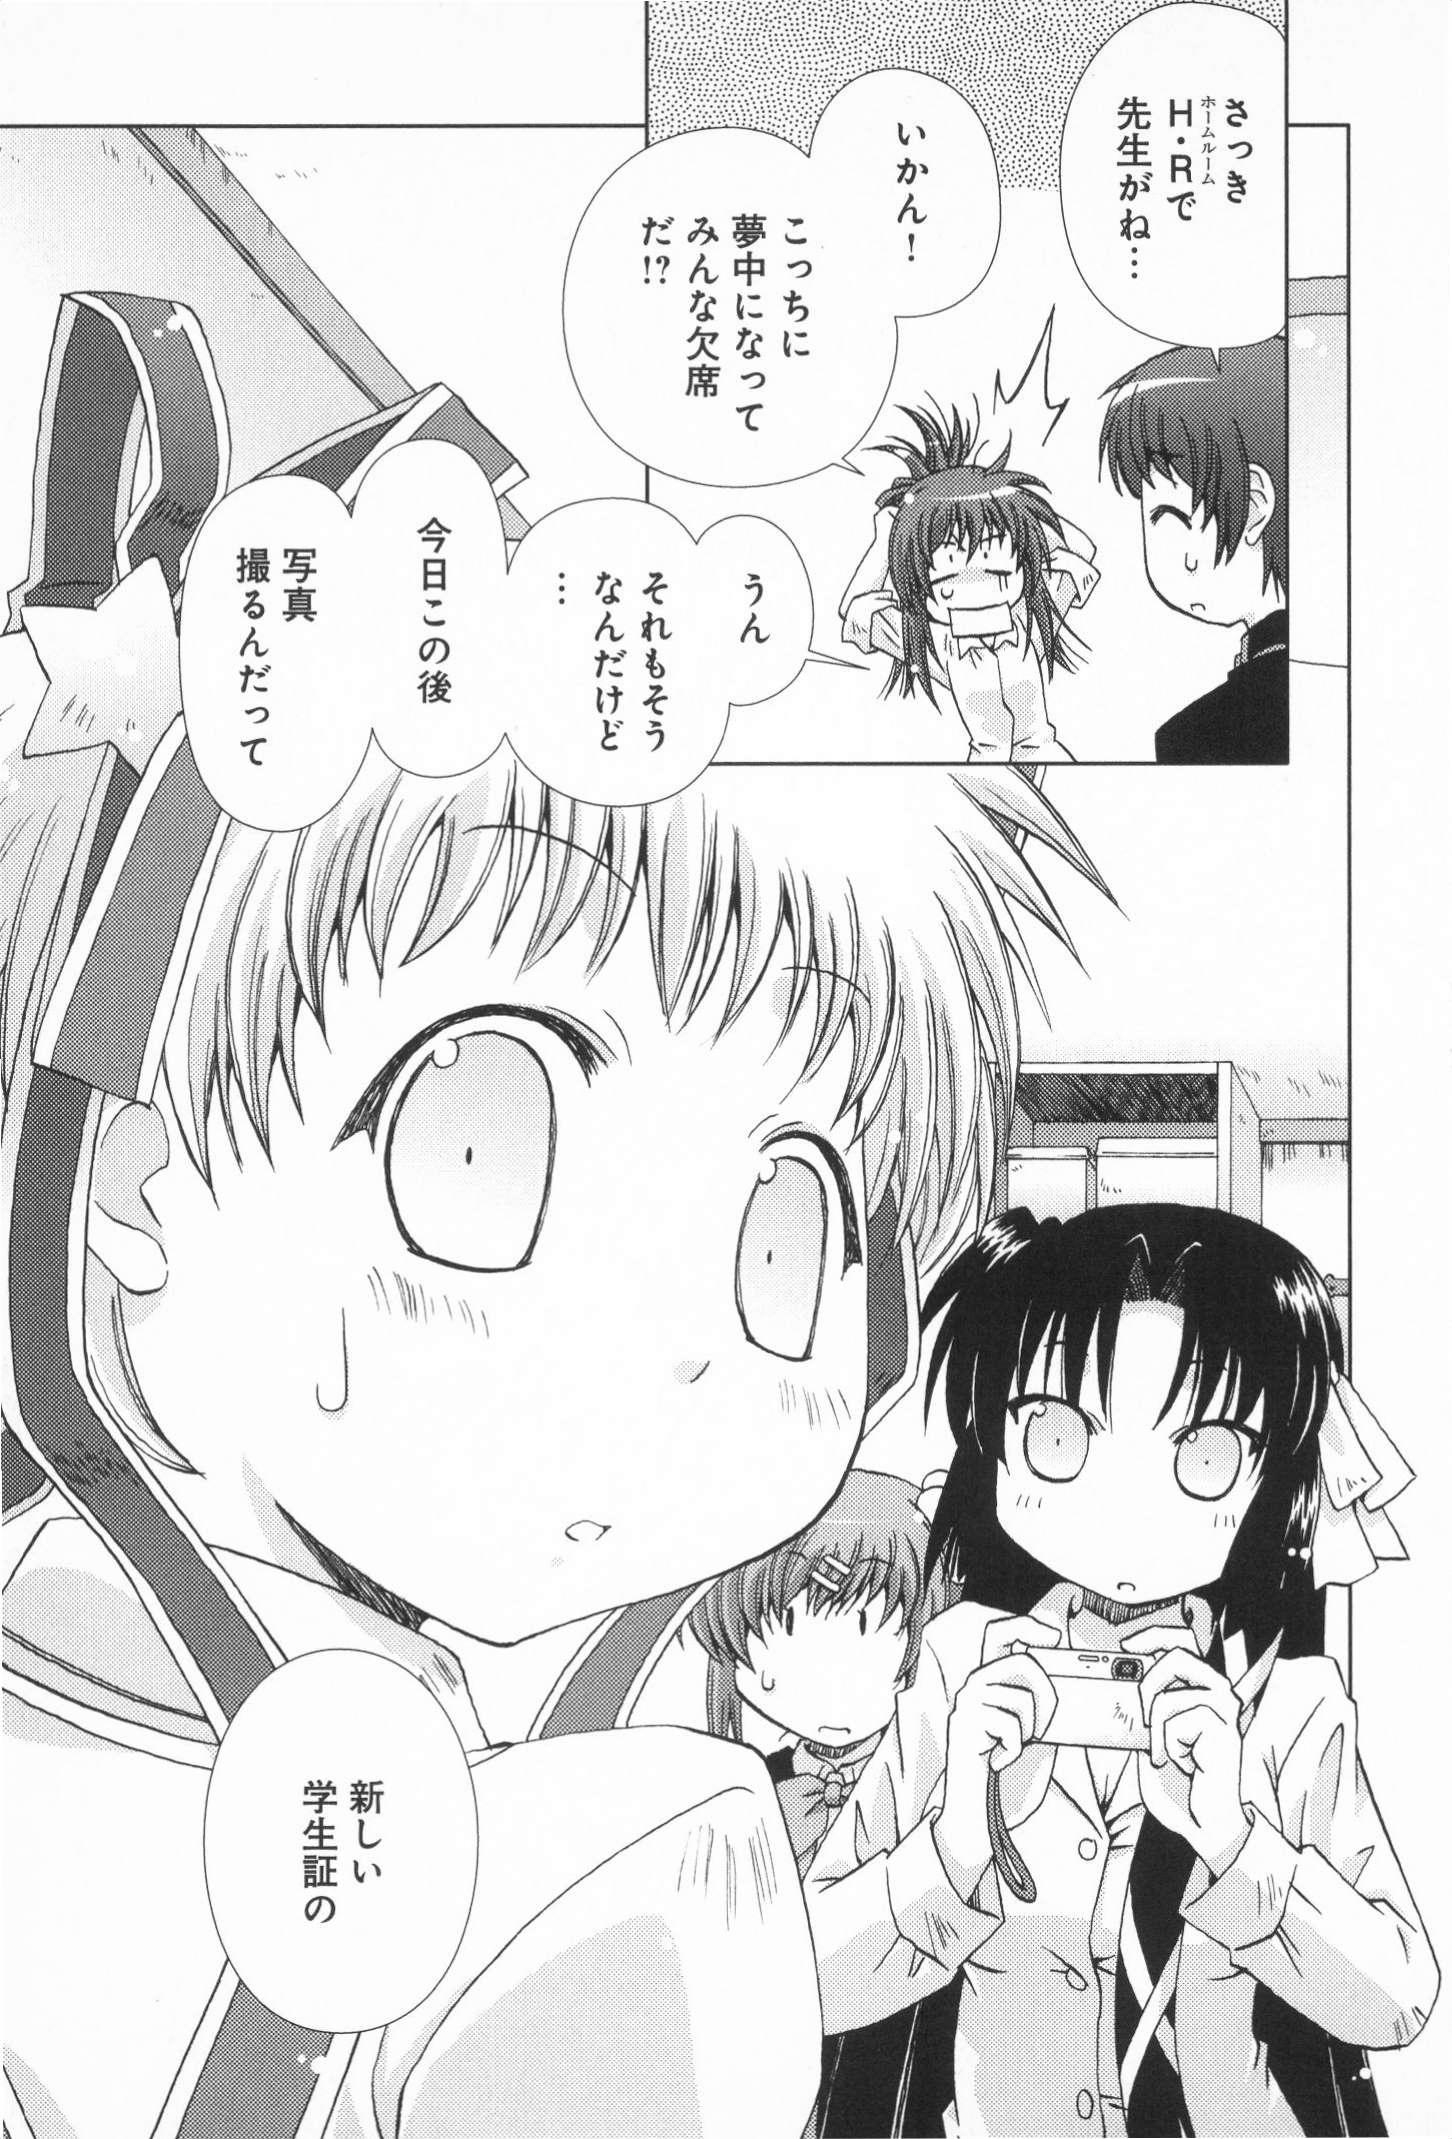 さっき
H・Rで
ホームルーム
先生がね…
いかん！
こっちに
夢中になって
みんな欠席
だ!?
うん
それもそう
なんだけど
…
今日この後
写真
撮るんだって
新しい
学生証の